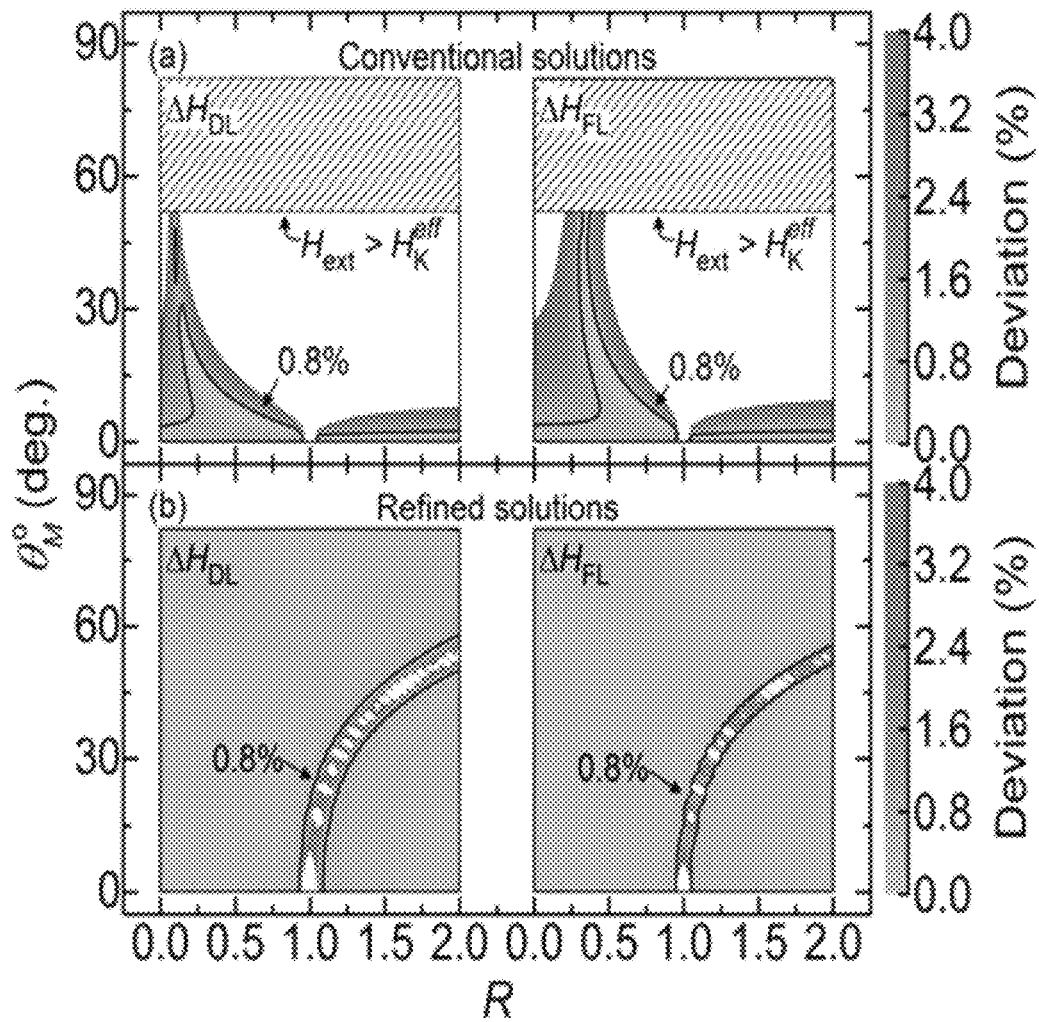 (a) Conventional solutions
ΔH_DL
ΔH_FL
H_ext > H_K^eff
H_ext > H_K^eff
0.8%
0.8%
90
60
30
0
4.0
3.2
2.4
1.6
0.8
0.0
Deviation (%)
θ_M^o (deg.)
(b) Refined solutions
ΔH_DL
ΔH_FL
0.8%
0.8%
90
60
30
0
4.0
3.2
2.4
1.6
0.8
0.0
Deviation (%)
0.0 0.5 1.0 1.5 2.0 0.0 0.5 1.0 1.5 2.0
R